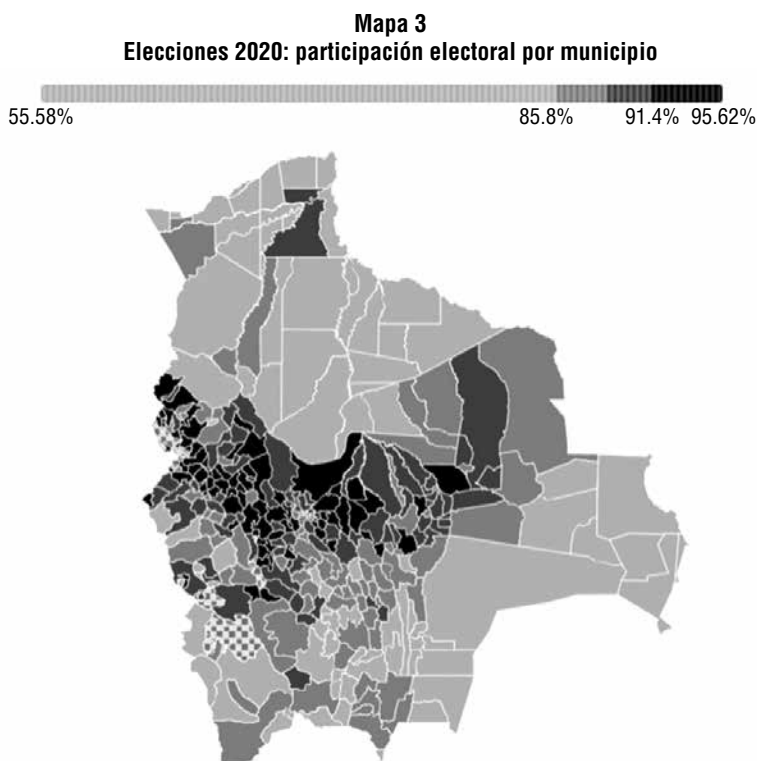 Mapa 3
Elecciones 2020: participación electoral por municipio
55.58% 85.8% 91.4% 95.62%